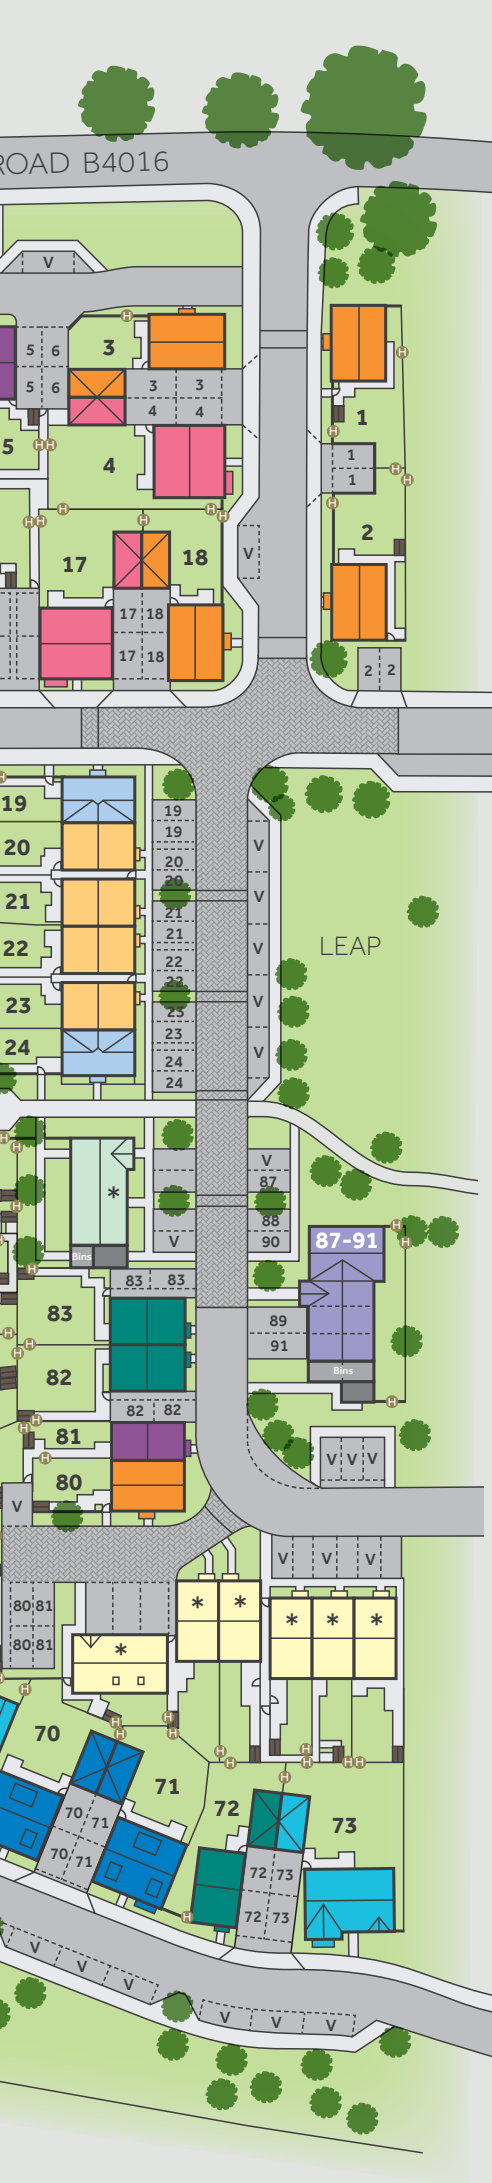 ROAD B4016
V
5 6
3
5 6
3 3
4 4
1
5
4
1
1
2
17
18
V
17 18
17 18
2 2
19
19
19
20
20
20
21
21
21
22
22
22
23
23
23
24
24
24
V
V
V
V
V
LEAP
*
V
V
87
88
90
87-91
Bins
83 83
83
89
91
82
Bins
82 82
81
80
V
V V V
V V V
80 81
80 81
* *
* * *
*
70
71
70
71
70
71
72
73
72 73
72 73
V
V
V
V
V
V
H